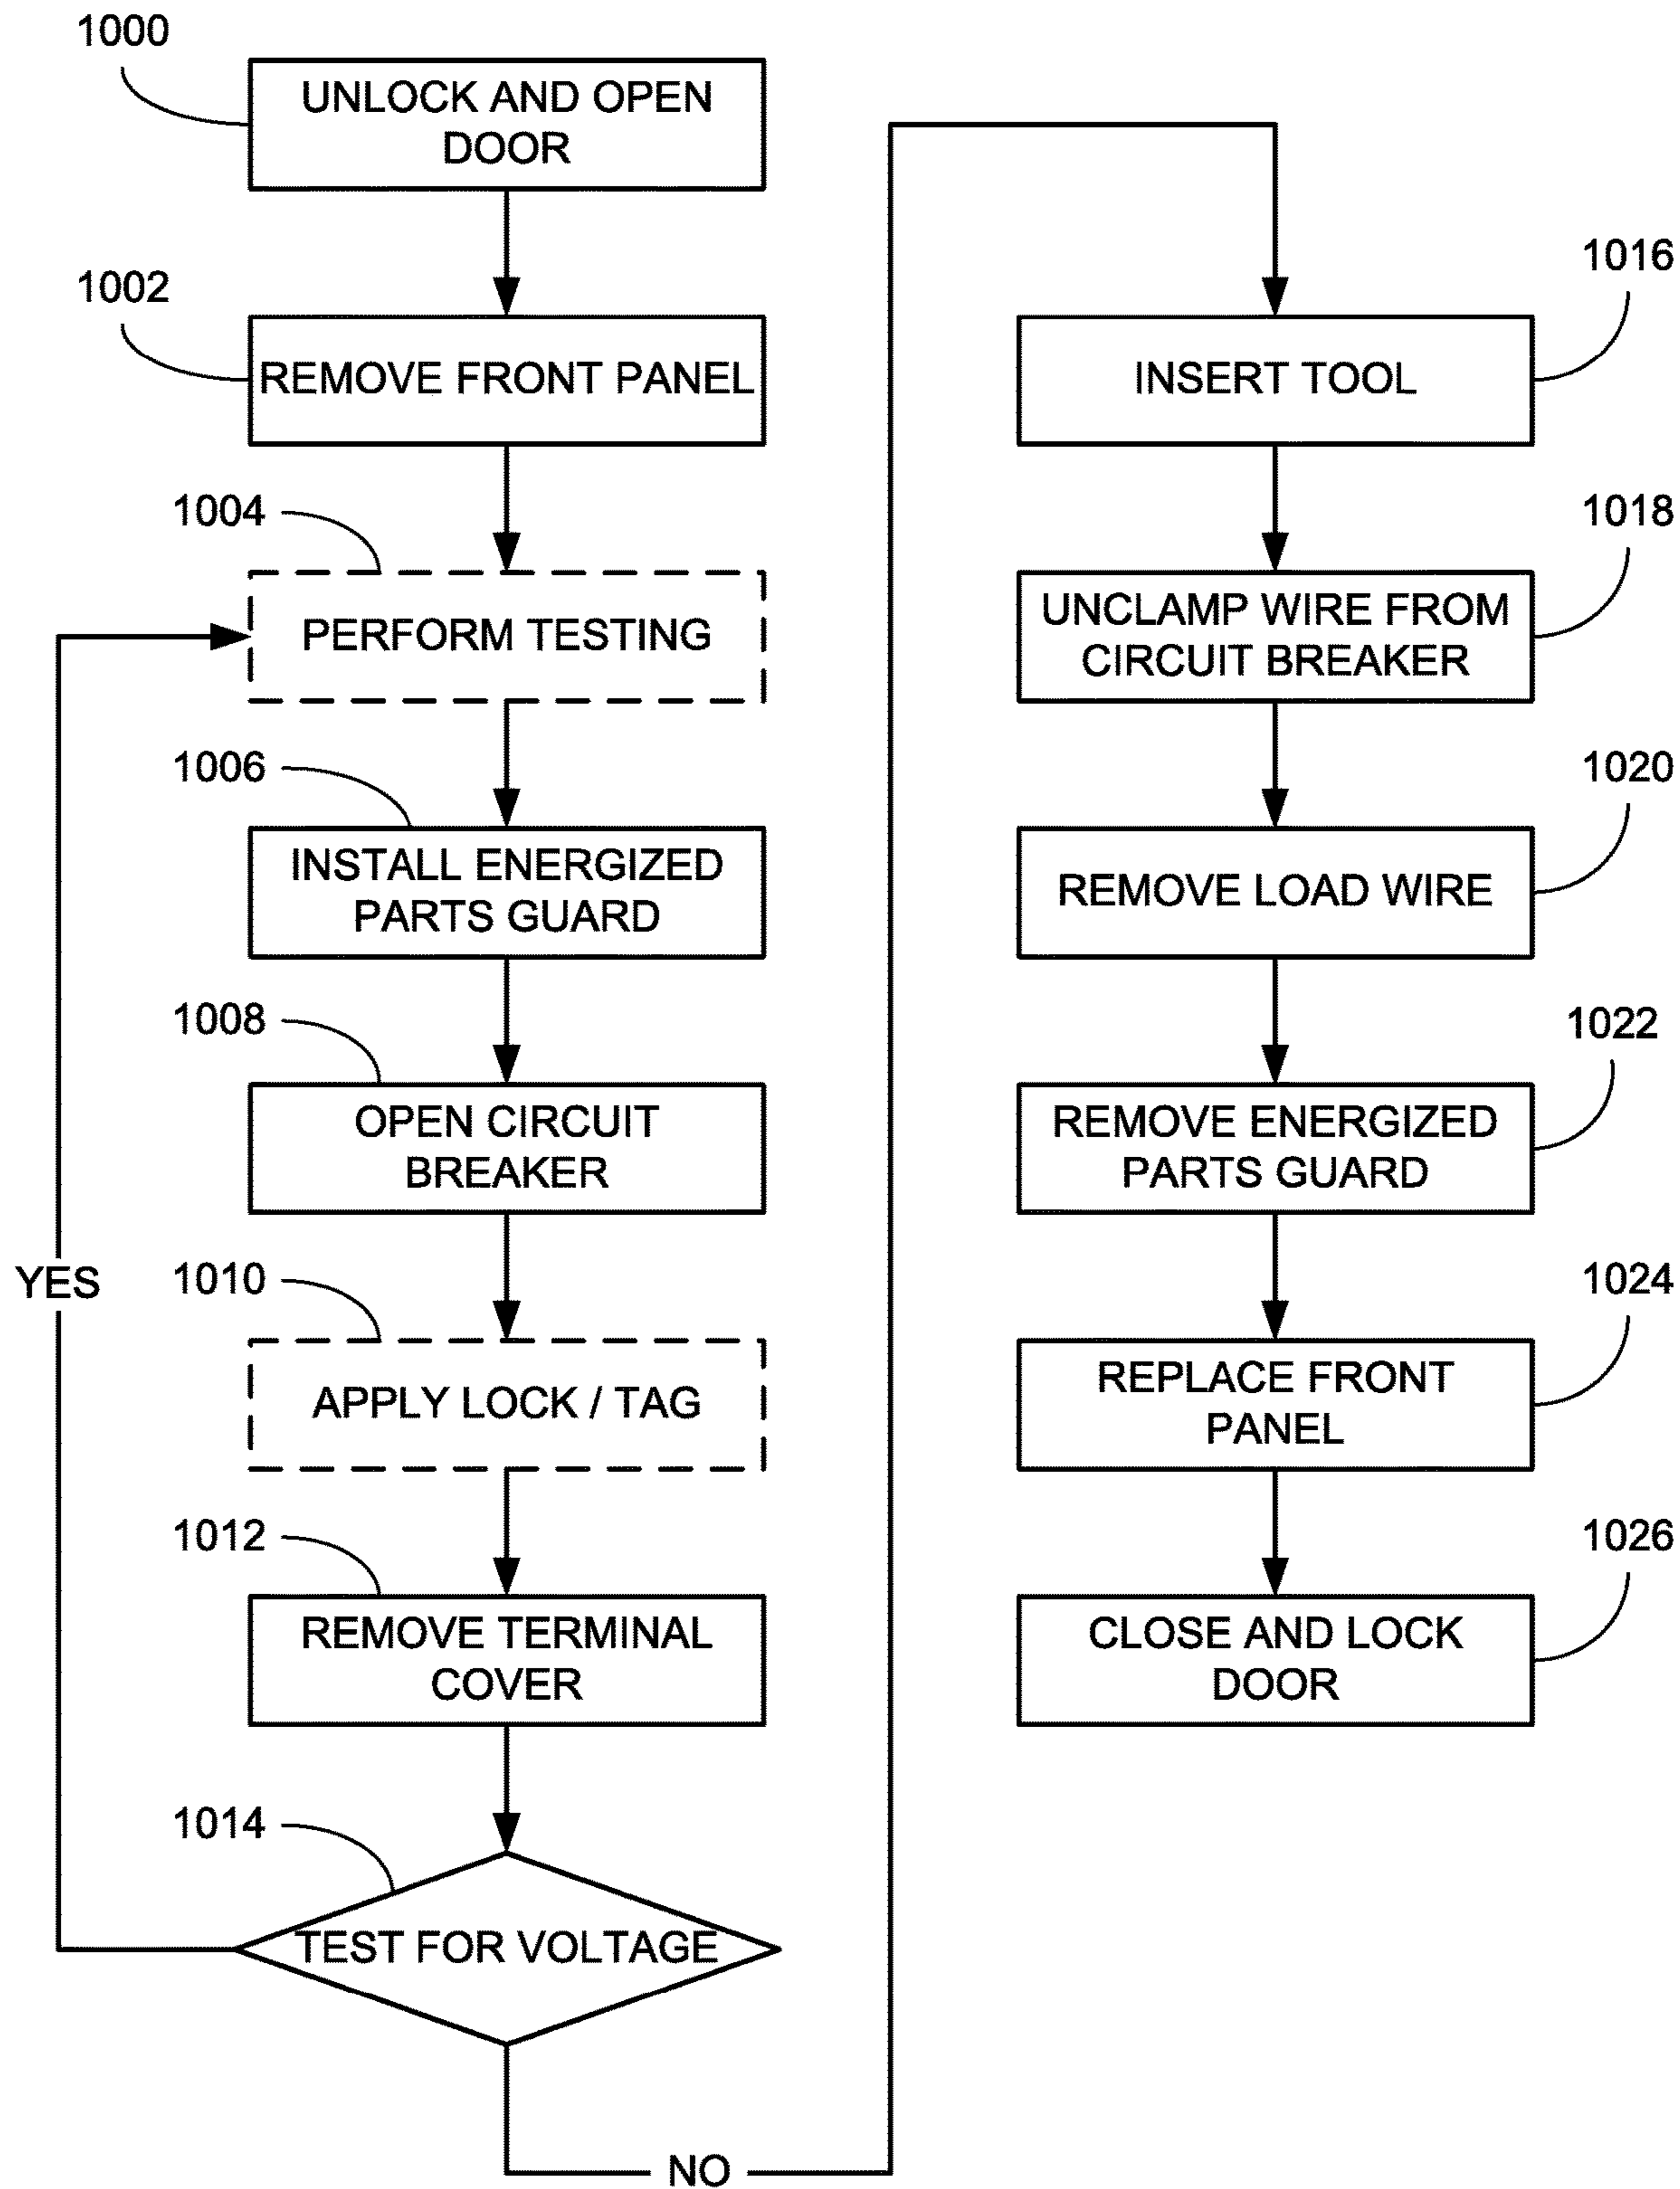 1000
UNLOCK AND OPEN
DOOR
1002
REMOVE FRONT PANEL
1004
PERFORM TESTING
1006
INSTALL ENERGIZED
PARTS GUARD
1008
OPEN CIRCUIT
BREAKER
YES
1010
APPLY LOCK / TAG
1012
REMOVE TERMINAL
COVER
1014
TEST FOR VOLTAGE
NO
1016
INSERT TOOL
1018
UNCLAMP WIRE FROM
CIRCUIT BREAKER
1020
REMOVE LOAD WIRE
1022
REMOVE ENERGIZED
PARTS GUARD
1024
REPLACE FRONT
PANEL
1026
CLOSE AND LOCK
DOOR